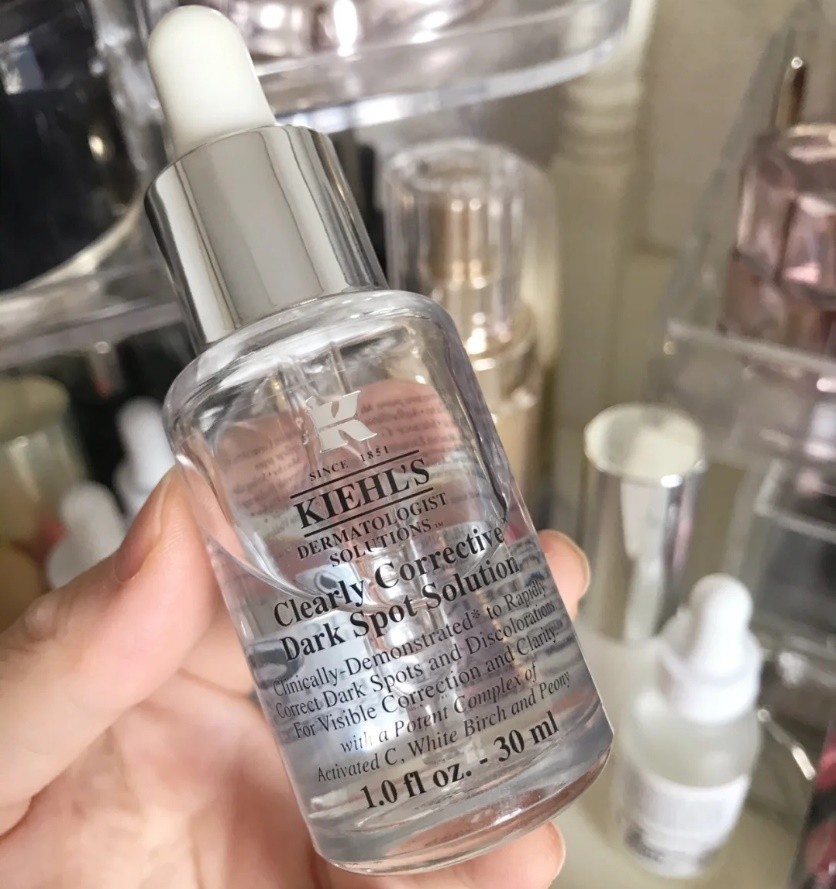 K
SINCE 1851
KIEHL'S
DERMATOLOGIST
SOLUTIONS™
Clearly Corrective
Dark Spot Solution
Clinically-Demonstrated* to Rapidly
Correct Dark Spots and Discolorations
For Visible Correction and Clarity
with a Potent Complex of
Activated C, White Birch and Peony
1.0 fl oz. - 30 ml